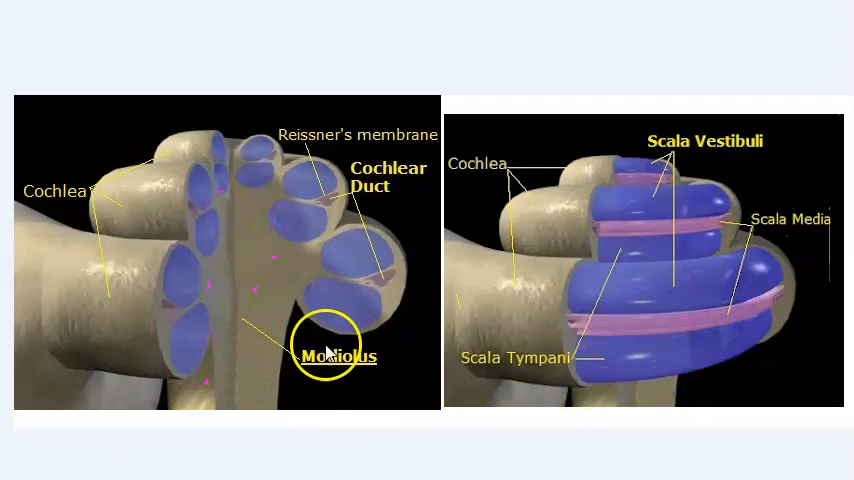 Reissner's membrane
Cochlear
Duct
Cochlea
Modiolus
Scala Vestibuli
Cochlea
Scala Media
Scala Tympani